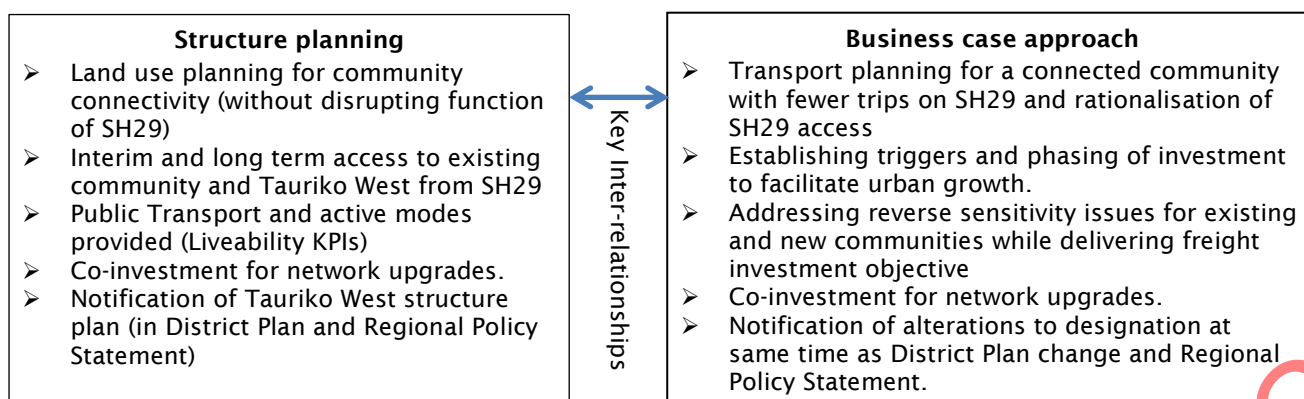 Structure planning
➢ Land use planning for community
connectivity (without disrupting function
of SH29)
➢ Interim and long term access to existing
community and Tauriko West from SH29
➢ Public Transport and active modes
provided (Liveability KPIs)
➢ Co-investment for network upgrades.
➢ Notification of Tauriko West structure
plan (in District Plan and Regional Policy
Statement)
Key Inter-relationships
Business case approach
➢ Transport planning for a connected community
with fewer trips on SH29 and rationalisation of
SH29 access
➢ Establishing triggers and phasing of investment
to facilitate urban growth.
➢ Addressing reverse sensitivity issues for existing
and new communities while delivering freight
investment objective
➢ Co-investment for network upgrades.
➢ Notification of alterations to designation at
same time as District Plan change and Regional
Policy Statement.